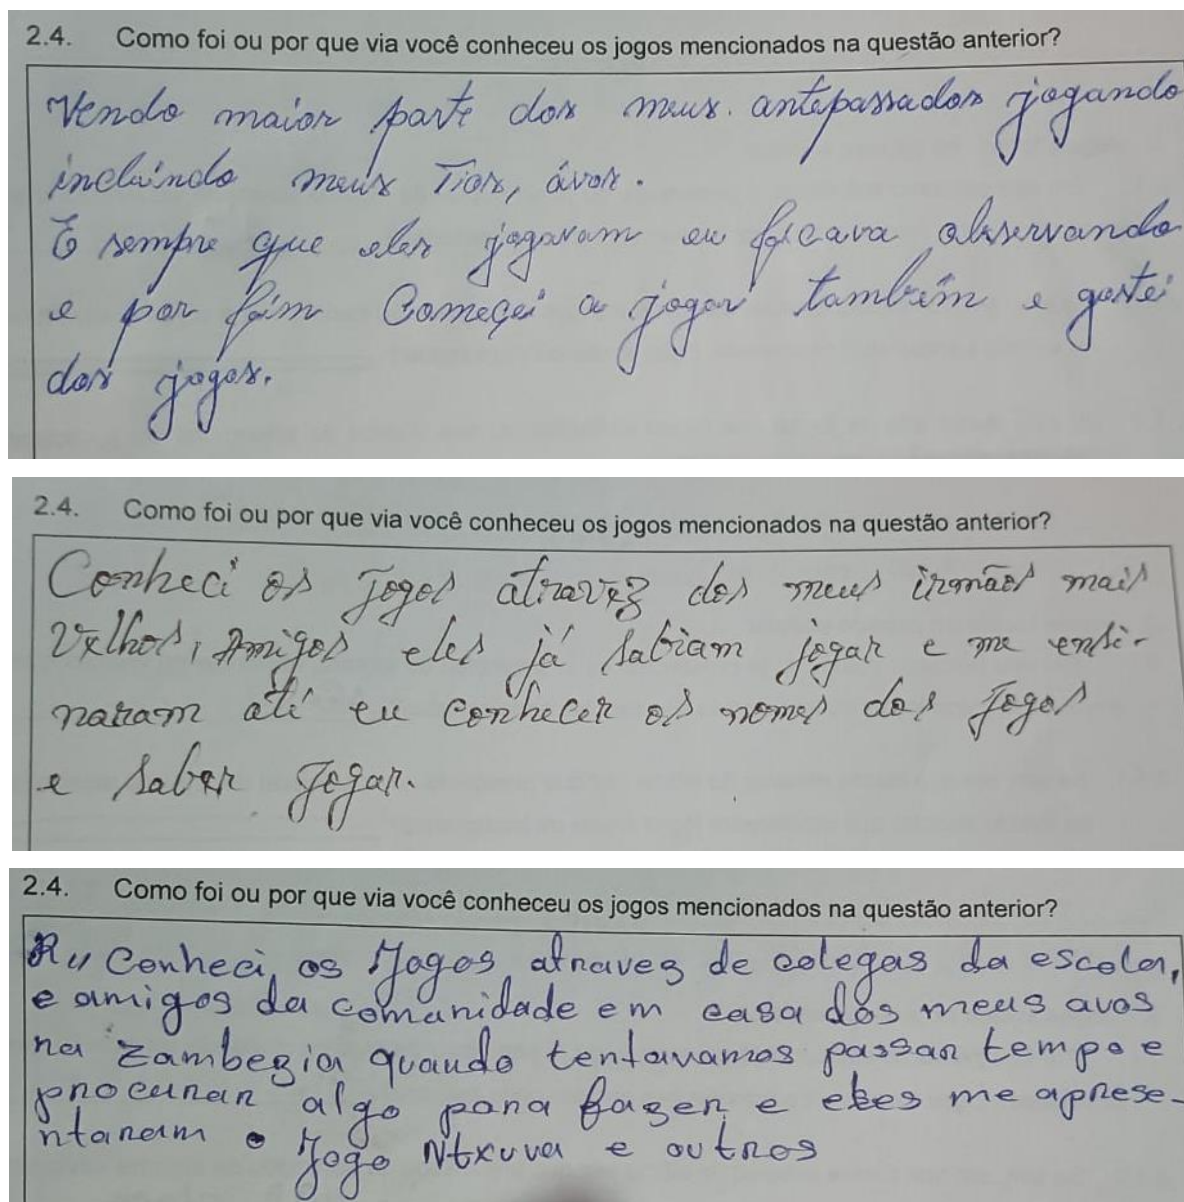 2.4. Como foi ou por que via você conheceu os jogos mencionados na questão anterior?
Vendo maior parte dos meus. antepassados jogando
incluindo meus Tios, ávos.
E sempre que eles jogavam eu ficava observando
e por fim Começei a jogar também e gostei
dos jogos.
2.4. Como foi ou por que via você conheceu os jogos mencionados na questão anterior?
Conheci os Jogos atravéz dos meus irmãos mais
velhos, Amigos eles já sabiam jogar e me ensi-
naram até eu conhecer os nomes dos Jogos
e saber jogar.
2.4. Como foi ou por que via você conheceu os jogos mencionados na questão anterior?
R// Conheci, os Jogos atravez de colegas da escola,
e amigos da comunidade em casa dos meus avos
na Zambezia quando tentavamos passar tempo e
procurar algo para fazer e eles me aprese-
ntaram o Jogo Ntxuva e outros